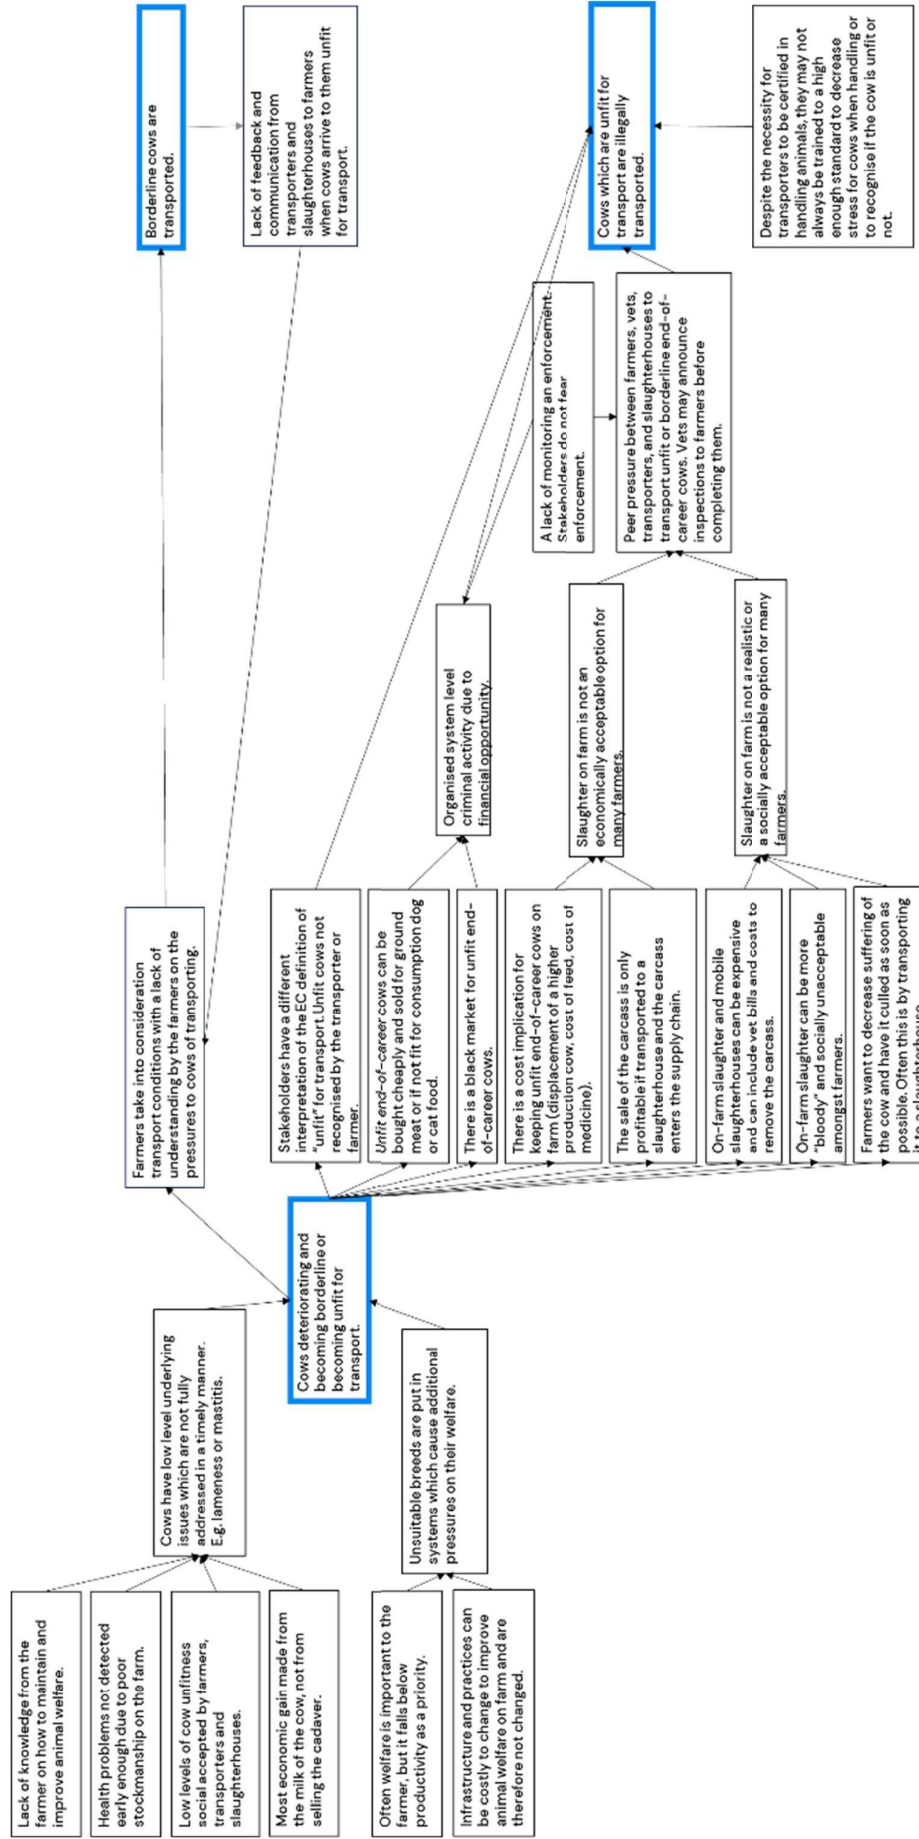 Lack of knowledge from the
farmer on how to maintain and
improve animal welfare.
Health problems not detected
early enough due to poor
stockmanship on the farm.
Low levels of cow unfitness
social accepted by farmers,
transporters and
slaughterhouses.
Most economic gain made from
the milk of the cow, not from
selling the cadaver.
Often welfare is important to the
farmer, but it falls below
productivity as a priority.
Infrastructure and practices can
be costly to change to improve
animal welfare on farm and are
therefore not changed.
Cows have low level underlying
issues which are not fully
addressed in a timely manner.
E.g. lameness or mastitis.
Unsuitable breeds are put in
systems which cause additional
pressures on their welfare.
Cows deteriorating and
becoming borderline or
becoming unfit for
transport.
Farmers take into consideration
transport conditions with a lack of
understanding by the farmers on the
pressures to cows of transporting.
Stakeholders have a different
interpretation of the EC definition of
"unfit" for transport. Unfit cows not
recognised by the transporter or
farmer.
Unfit end-of-career cows can be
bought cheaply and sold for ground
meat or if not fit for consumption dog
or cat food.
There is a black market for unfit end-
of-career cows.
There is a cost implication for
keeping unfit end-of-career cows on
farm (displacement of a higher
production cow, cost of feed, cost of
medicine).
The sale of the carcass is only
profitable if transported to a
slaughterhouse and the carcass
enters the supply chain.
On-farm slaughter and mobile
slaughterhouses can be expensive
and can include vet bills and costs to
remove the carcass.
On-farm slaughter can be more
"bloody" and socially unacceptable
amongst farmers.
Farmers want to decrease suffering of
the cow and have it culled as soon as
possible. Often this is by transporting
it to a slaughterhouse
Organised system level
criminal activity due to
financial opportunity.
Slaughter on farm is not an
economically acceptable option for
many farmers.
Slaughter on farm is not a realistic or
a socially acceptable option for many
farmers.
A lack of monitoring an enforcement.
Stakeholders do not fear
enforcement.
Peer pressure between farmers, vets,
transporters, and slaughterhouses to
transport unfit or borderline end-of-
career cows. Vets may announce
inspections to farmers before
completing them.
Borderline cows are
transported.
Lack of feedback and
communication from
transporters and
slaughterhouses to farmers
when cows arrive to them unfit
for transport.
Cows which are unfit for
transport are illegally
transported.
Despite the necessity for
transporters to be certified in
handling animals, they may not
always be trained to a high
enough standard to decrease
stress for cows when handling or
to recognise if the cow is unfit or
not.